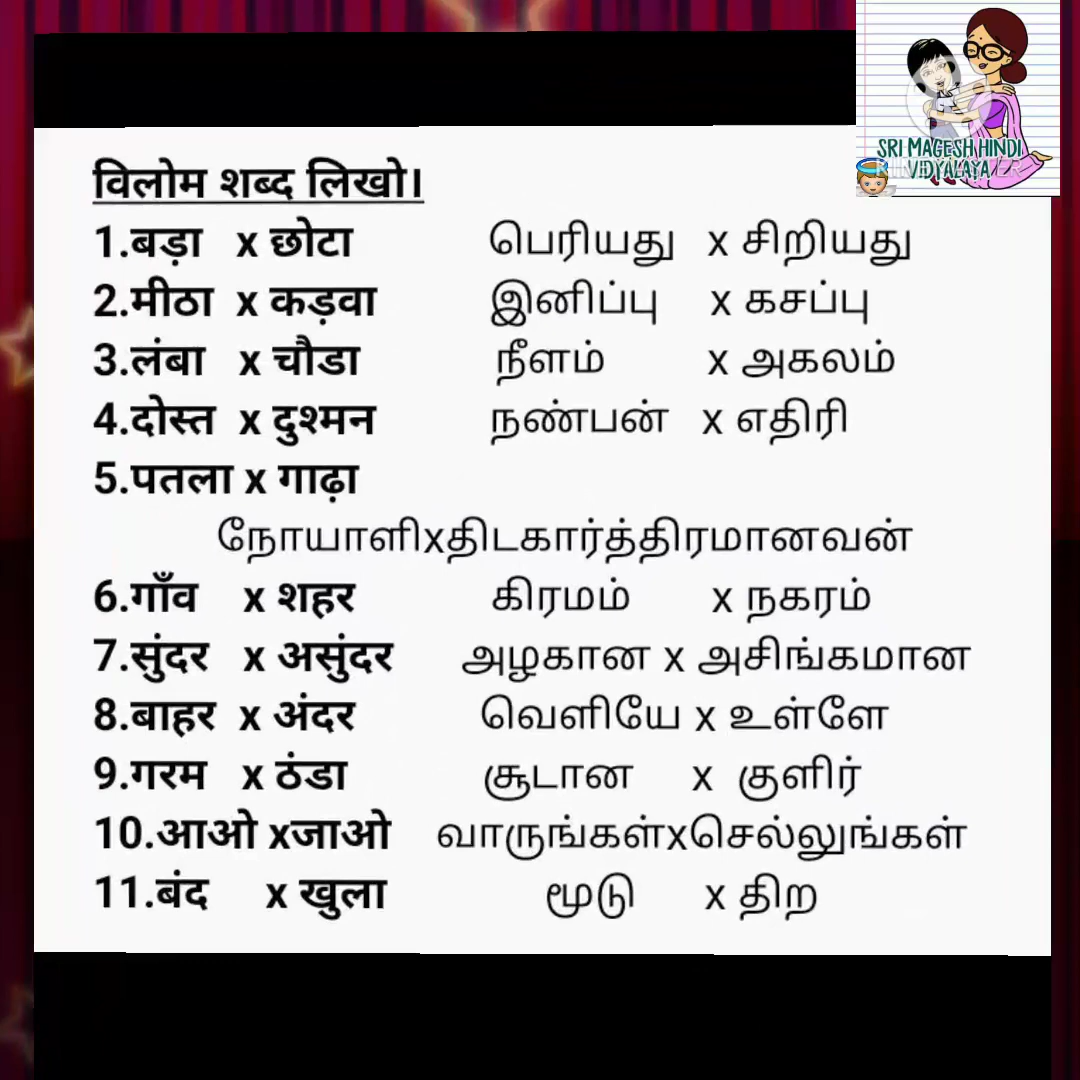 SRI MAGESH HINDI
VIDYALAYA
विलोम शब्द लिखो।
1.बड़ा x छोटा பெரியது x சிறியது
2.मीठा x कड़वा இனிப்பு x கசப்பு
3.लंबा x चौडा நீளம் x அகலம்
4.दोस्त x दुश्मन நண்பன் x எதிரி
5.पतला x गाढ़ा
நோயாளிxதிடகார்த்திரமானவன்
6.गाँव x शहर கிரமம் x நகரம்
7.सुंदर x असुंदर அழகான x அசிங்கமான
8.बाहर x अंदर வெளியே x உள்ளே
9.गरम x ठंडा சூடான x குளிர்
10.आओ xजाओ வாருங்கள்xசெல்லுங்கள்
11.बंद x खुला மூடு x திற